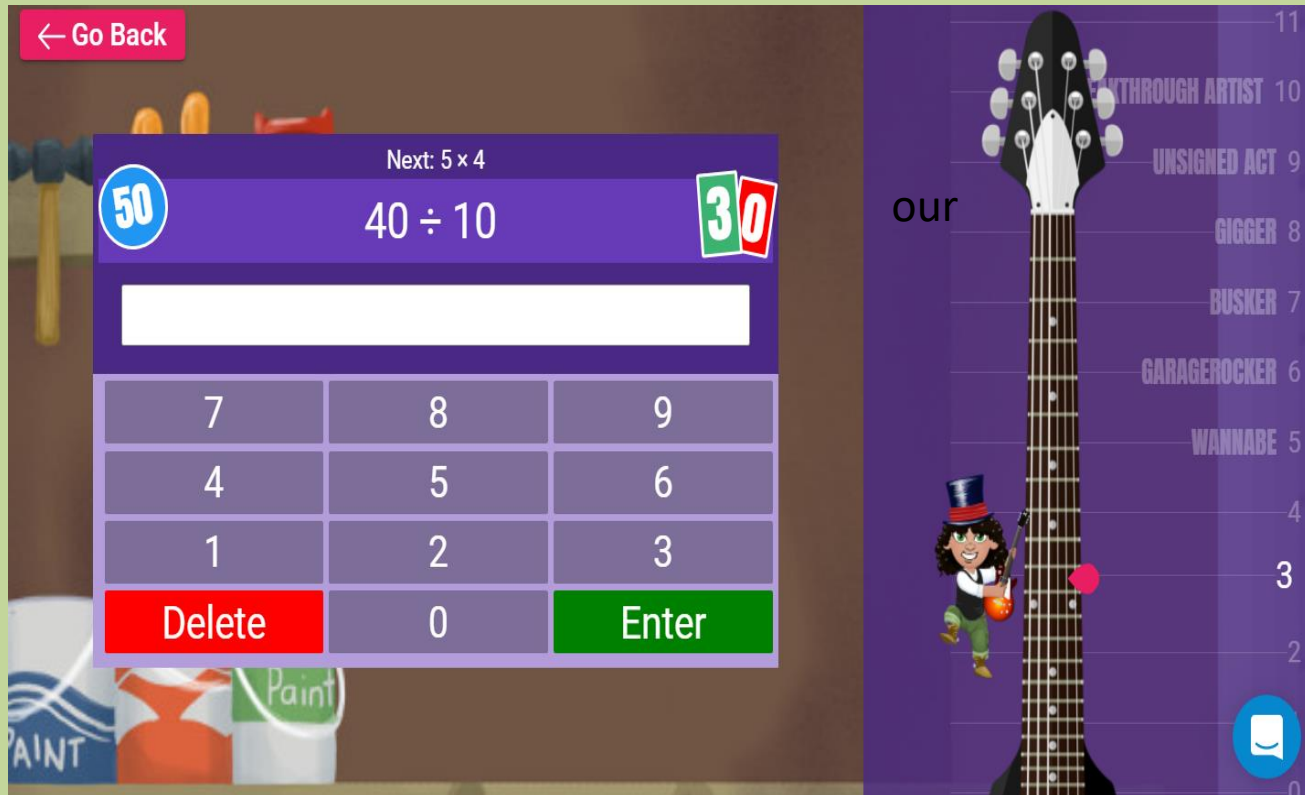 ← Go Back
Next: 5 × 4
50
40 ÷ 10
30
7 8 9
4 5 6
1 2 3
Delete 0 Enter
Paint
PAINT
our
11
THROUGH ARTIST 10
UNSIGNED ACT 9
GIGGER 8
BUSKER 7
GARAGEROCKER 6
WANNABE 5
4
3
2
0